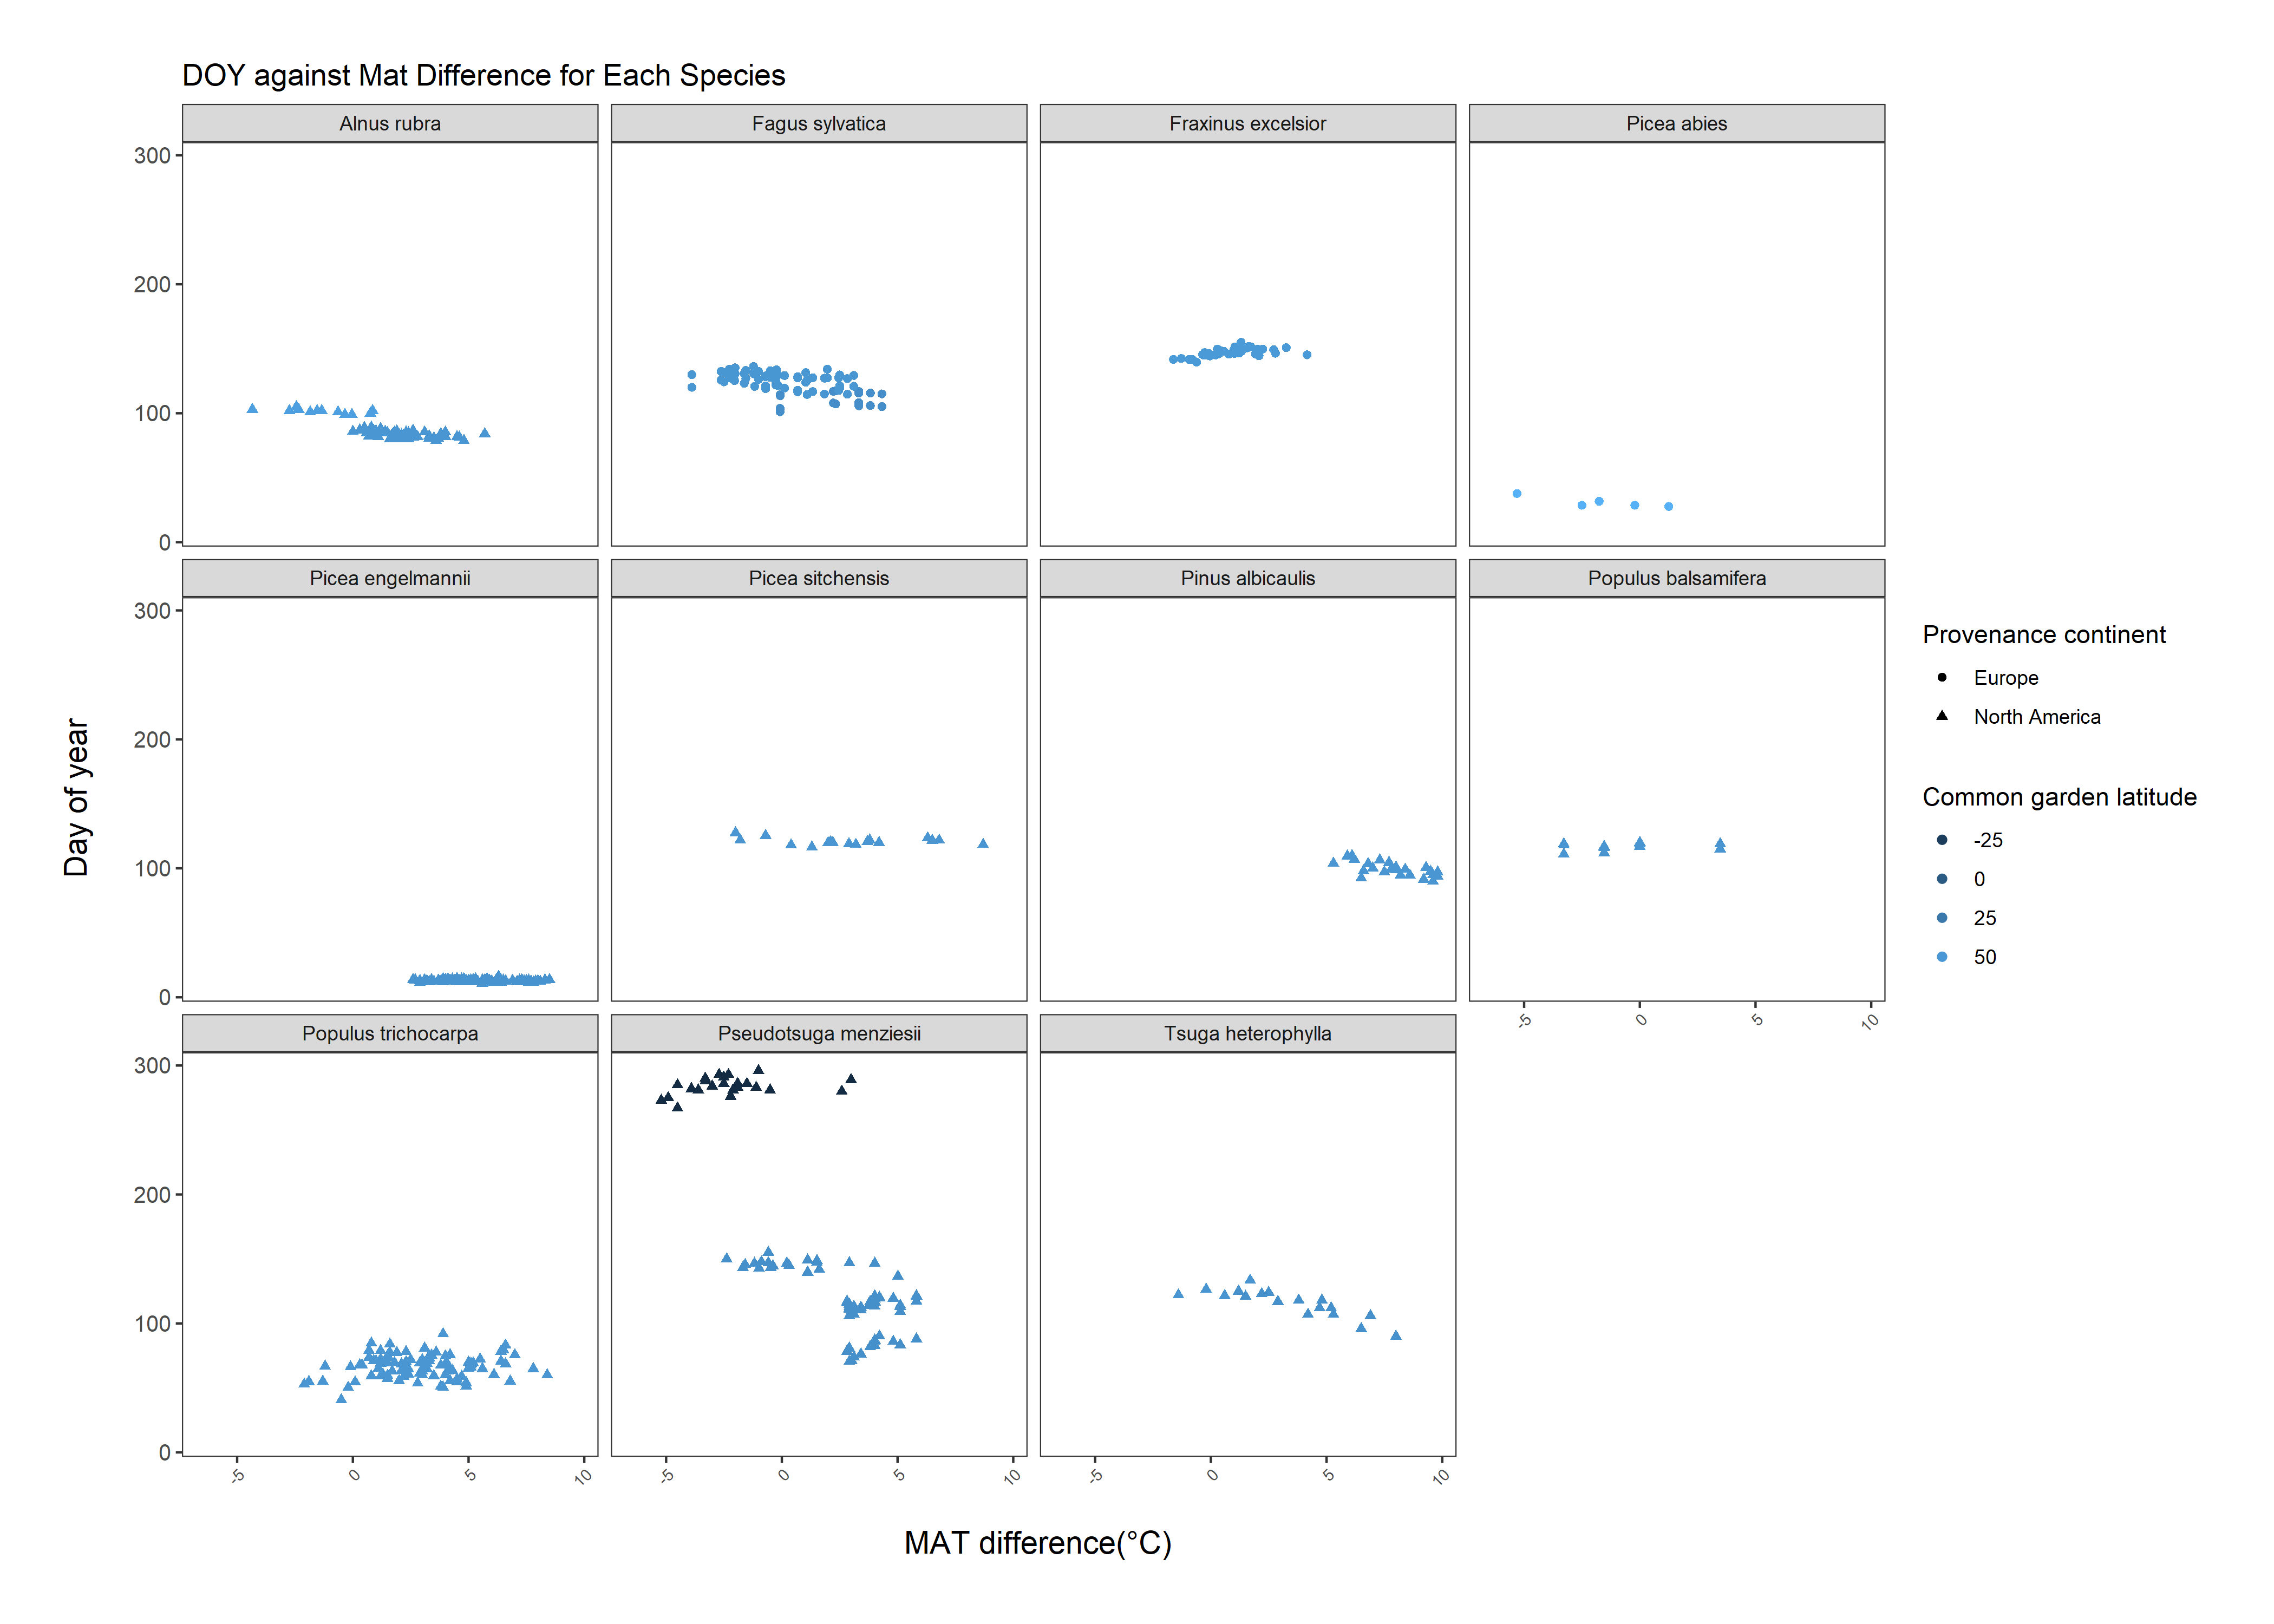 DOY against Mat Difference for Each Species
Alnus rubra
Fagus sylvatica
Fraxinus excelsior
Picea abies
300
200
100
0
Picea engelmannii
Picea sitchensis
Pinus albicaulis
Populus balsamifera
300
200
100
0
-5
0
5
10
Populus trichocarpa
Pseudotsuga menziesii
Tsuga heterophylla
300
200
100
0
-5
0
5
10
-5
0
5
10
-5
0
5
10
Day of year
MAT difference(°C)
Provenance continent
Europe
North America
Common garden latitude
-25
0
25
50